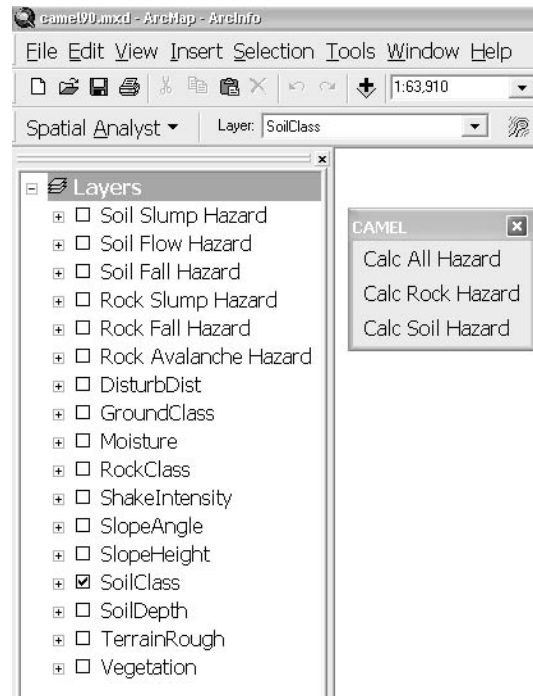 camel90.mxd - ArcMap - ArcInfo
File Edit View Insert Selection Tools Window Help
1:63,910
Spatial Analyst Layer: SoilClass
Layers
Soil Slump Hazard
Soil Flow Hazard
Soil Fall Hazard
Rock Slump Hazard
Rock Fall Hazard
Rock Avalanche Hazard
DisturbDist
GroundClass
Moisture
RockClass
ShakeIntensity
SlopeAngle
SlopeHeight
SoilClass
SoilDepth
TerrainRough
Vegetation
CAMEL
Calc All Hazard
Calc Rock Hazard
Calc Soil Hazard